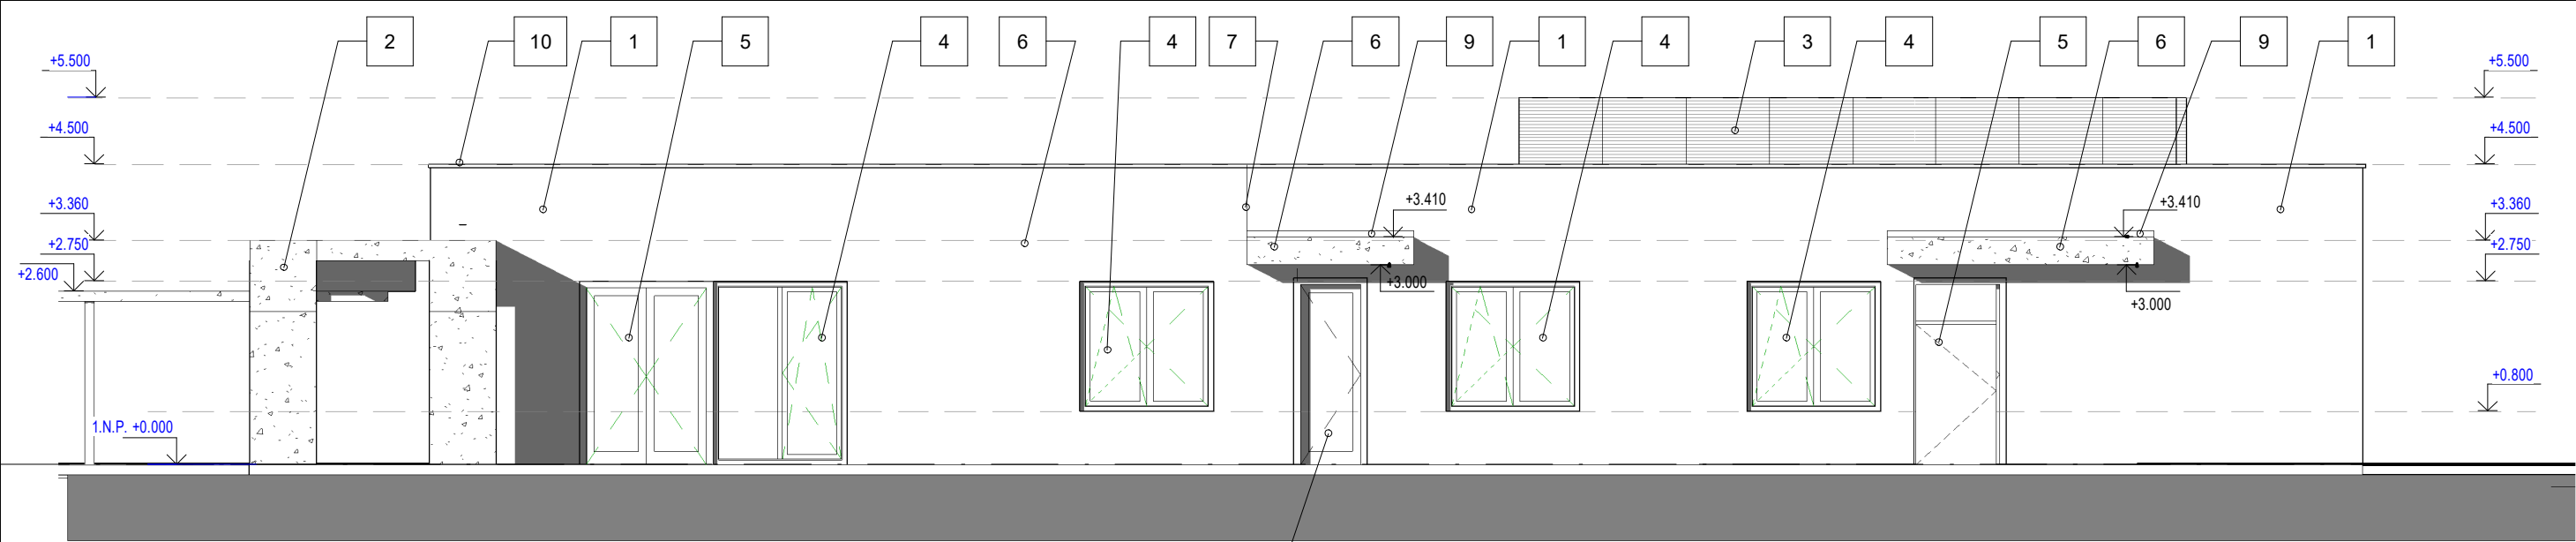 2 10 1 5 4 6 4 7 6 9 1 4 3 4 5 6 9 1
+5.500 +5.500
+4.500 +4.500
+3.360 +3.410 +3.410 +3.360
+2.750 +2.750
+2.600 +3.000 +3.000
+0.800
1.N.P. +0.000